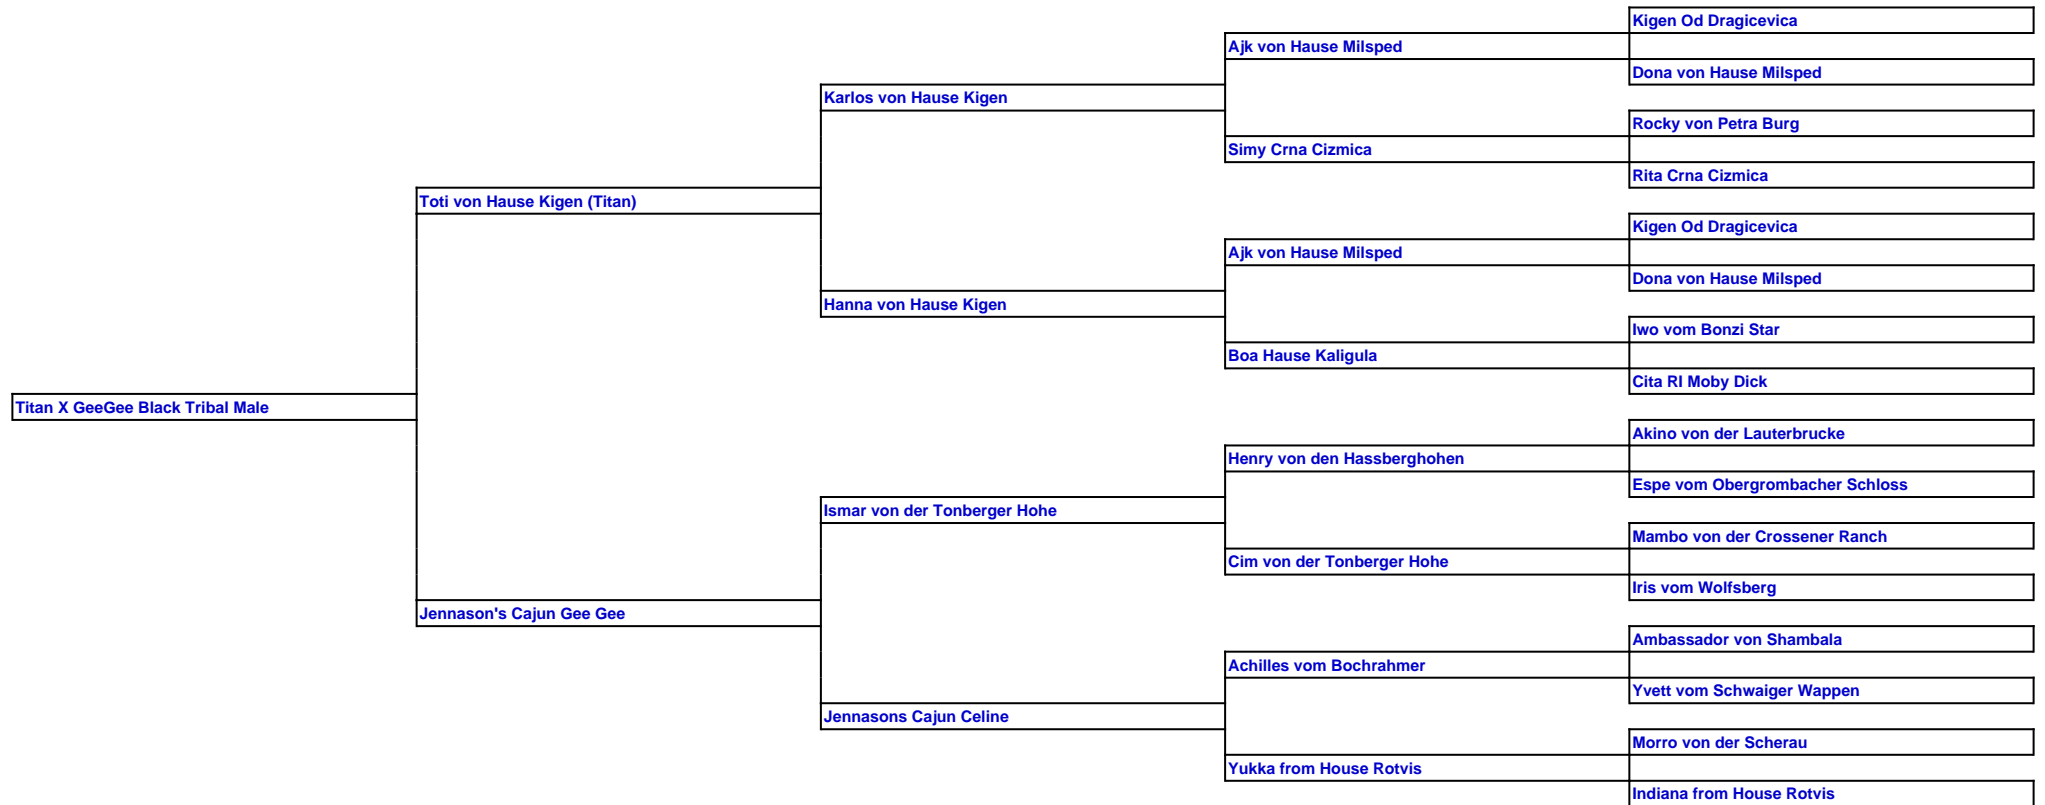 Kigen Od Dragicevica
Ajk von Hause Milsped
Dona von Hause Milsped
Karlos von Hause Kigen
Rocky von Petra Burg
Simy Crna Cizmica
Rita Crna Cizmica
Toti von Hause Kigen (Titan)
Kigen Od Dragicevica
Ajk von Hause Milsped
Dona von Hause Milsped
Hanna von Hause Kigen
Iwo vom Bonzi Star
Boa Hause Kaligula
Cita RI Moby Dick
Titan X GeeGee Black Tribal Male
Akino von der Lauterbrucke
Henry von den Hassberghohen
Espe vom Obergrombacher Schloss
Ismar von der Tonberger Hohe
Mambo von der Crossener Ranch
Cim von der Tonberger Hohe
Iris vom Wolfsberg
Jennason's Cajun Gee Gee
Ambassador von Shambala
Achilles vom Bochrahmer
Yvett vom Schwaiger Wappen
Jennasons Cajun Celine
Morro von der Scherau
Yukka from House Rotvis
Indiana from House Rotvis